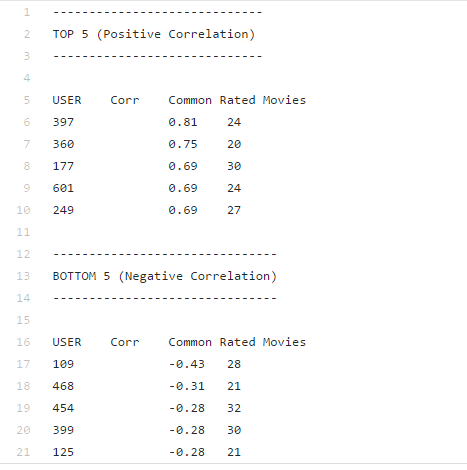 1 -----------------------------
2 TOP 5 (Positive Correlation)
3 -----------------------------
4
5 USER    Corr    Common Rated Movies
6 397             0.81    24
7 360             0.75    20
8 177             0.69    30
9 601             0.69    24
10 249             0.69    27
11
12 -------------------------------
13 BOTTOM 5 (Negative Correlation)
14 -------------------------------
15
16 USER    Corr    Common Rated Movies
17 109             -0.43   28
18 468             -0.31   21
19 454             -0.28   32
20 399             -0.28   30
21 125             -0.28   21